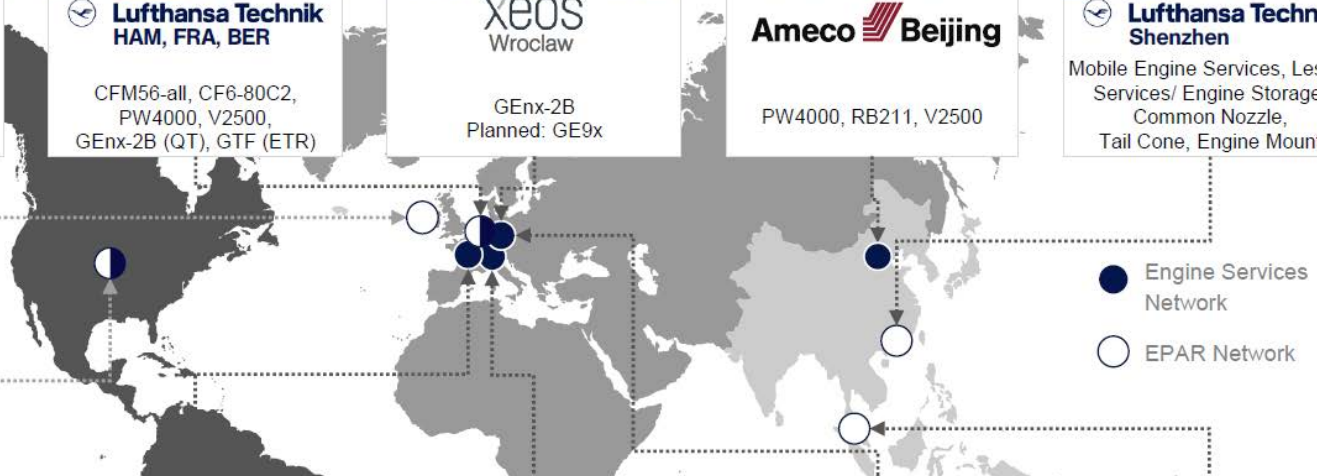 Lufthansa Technik
HAM, FRA, BER
CFM56-all, CF6-80C2,
PW4000, V2500,
GEnx-2B (QT), GTF (ETR)
xeos
Wroclaw
GEnx-2B
Planned: GE9x
Ameco Beijing
PW4000, RB211, V2500
Lufthansa Techn
Shenzhen
Mobile Engine Services, Les
Services/ Engine Storage
Common Nozzle,
Tail Cone, Engine Moun
Engine Services
Network
EPAR Network